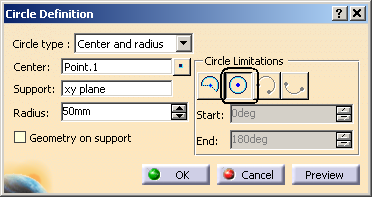 Circle Definition
Circle type : Center and radius
Center: Point.1
Support: xy plane
Radius: 50mm
Geometry on support
Circle Limitations
Start: 0deg
End: 180deg
OK Cancel Preview